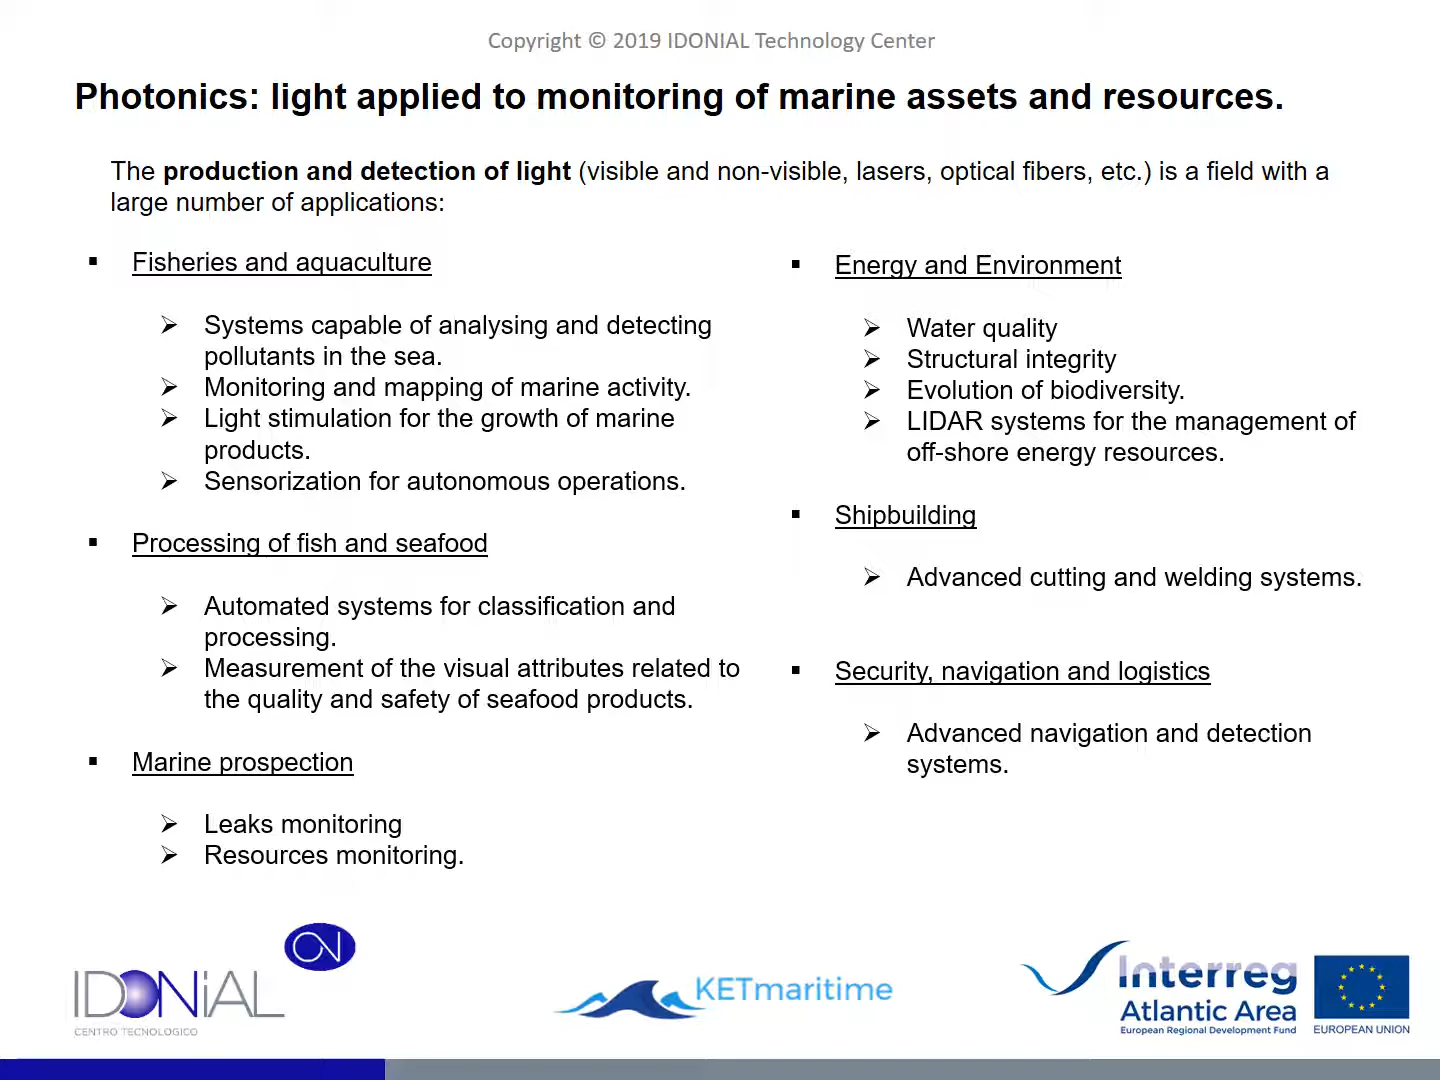 Copyright © 2019 IDONIAL Technology Center
Photonics: light applied to monitoring of marine assets and resources.
The production and detection of light (visible and non-visible, lasers, optical fibers, etc.) is a field with a
large number of applications:
▪ Fisheries and aquaculture
➢ Systems capable of analysing and detecting
pollutants in the sea.
➢ Monitoring and mapping of marine activity.
➢ Light stimulation for the growth of marine
products.
➢ Sensorization for autonomous operations.
▪ Processing of fish and seafood
➢ Automated systems for classification and
processing.
➢ Measurement of the visual attributes related to
the quality and safety of seafood products.
▪ Marine prospection
➢ Leaks monitoring
➢ Resources monitoring.
▪ Energy and Environment
➢ Water quality
➢ Structural integrity
➢ Evolution of biodiversity.
➢ LIDAR systems for the management of
off-shore energy resources.
▪ Shipbuilding
➢ Advanced cutting and welding systems.
▪ Security, navigation and logistics
➢ Advanced navigation and detection
systems.
IDONiAL
CENTRO TECNOLOGICO
KETmaritime
Interreg
Atlantic Area
European Regional Development Fund
EUROPEAN UNION